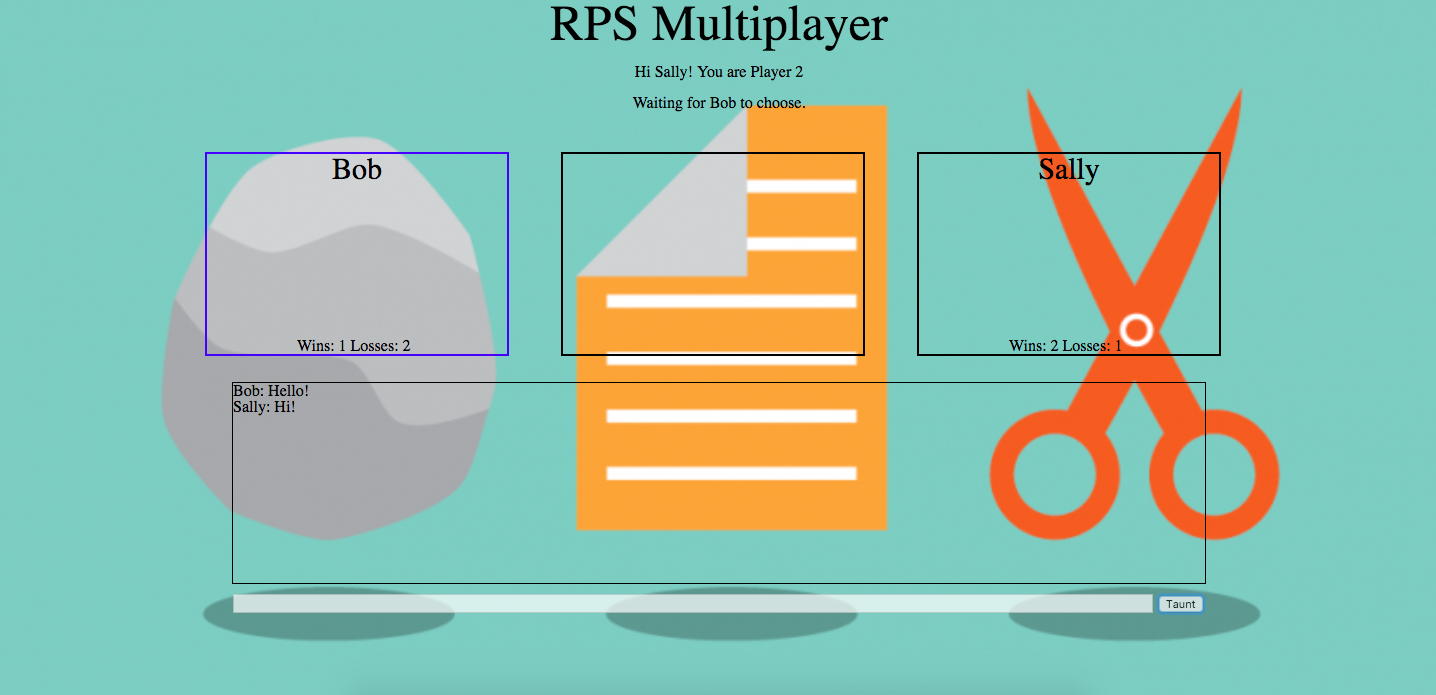 RPS Multiplayer
Hi Sally! You are Player 2
Waiting for Bob to choose.
Bob
Wins: 1 Losses: 2
Sally
Wins: 2 Losses: 1
Bob: Hello!
Sally: Hi!
Taunt